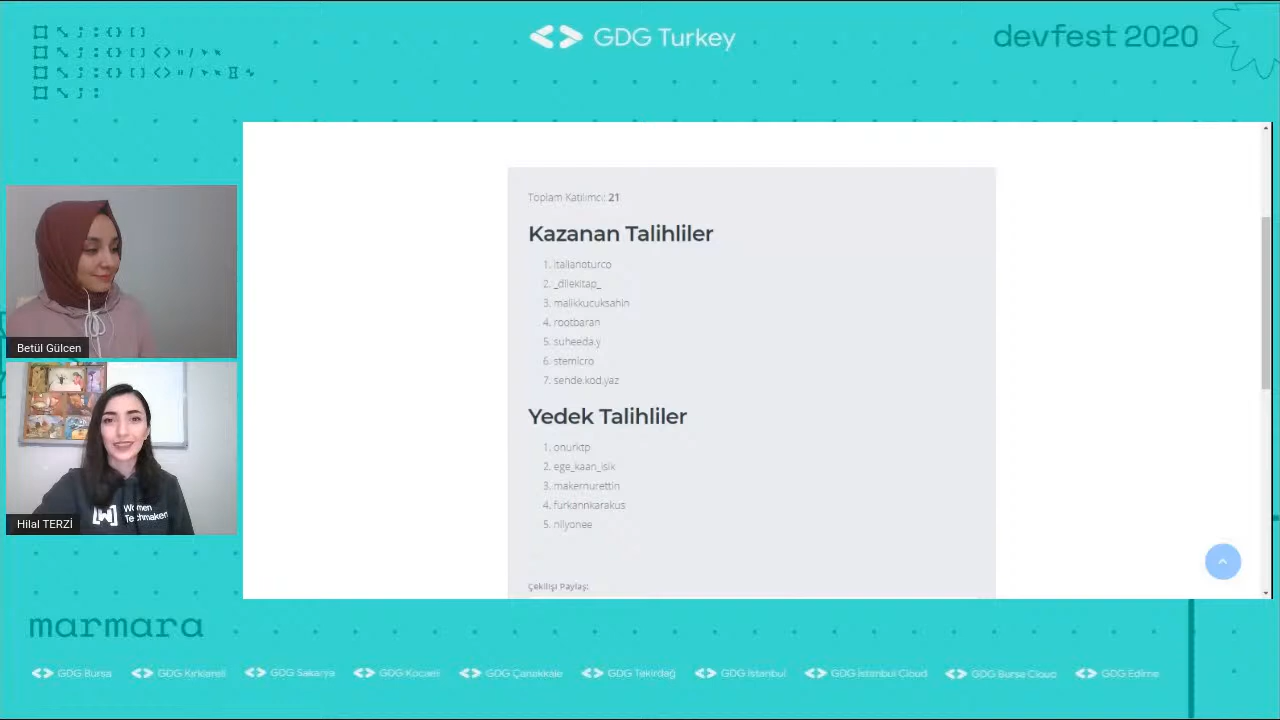 GDG Turkey
devfest 2020
Toplam Katılımcı: 21
Kazanan Talihliler
1. italianoturco
2. _dilekitap_
3. malikkucuksahin
4. rootbaran
5. suheeda.y
6. stemicro
7. sende.kod.yaz
Yedek Talihliler
1. onurktp
2. ege_kaan_isik
3. makernurettin
4. furkannkarakus
5. nilyonee
Çekilişi Paylaş:
Betül Gülcen
Women
Techmakers
Hilal TERZİ
marmara
GDG Bursa
GDG Kırklareli
GDG Sakarya
GDG Kocaeli
GDG Çanakkale
GDG Tekirdağ
GDG İstanbul
GDG İstanbul Cloud
GDG Bursa Cloud
GDG Edirne